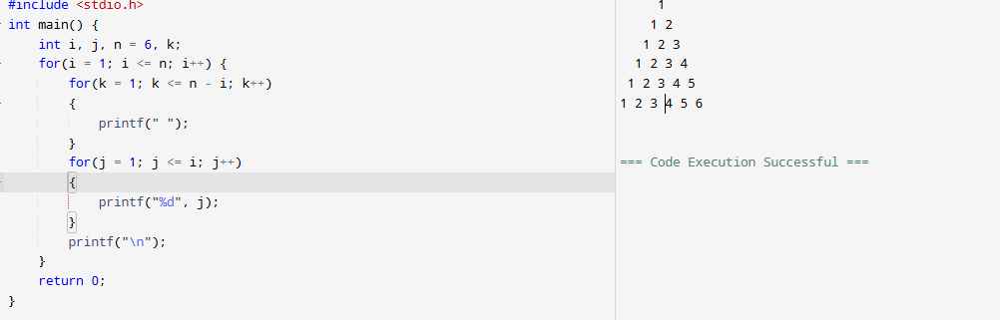 #include <stdio.h>
int main() {
    int i, j, n = 6, k;
    for(i = 1; i <= n; i++) {
        for(k = 1; k <= n - i; k++)
        {
            printf(" ");
        }
        for(j = 1; j <= i; j++)
        {
            printf("%d", j);
        }
        printf("\n");
    }
    return 0;
}
     1
    1 2
   1 2 3
  1 2 3 4
 1 2 3 4 5
1 2 3 4 5 6
=== Code Execution Successful ===